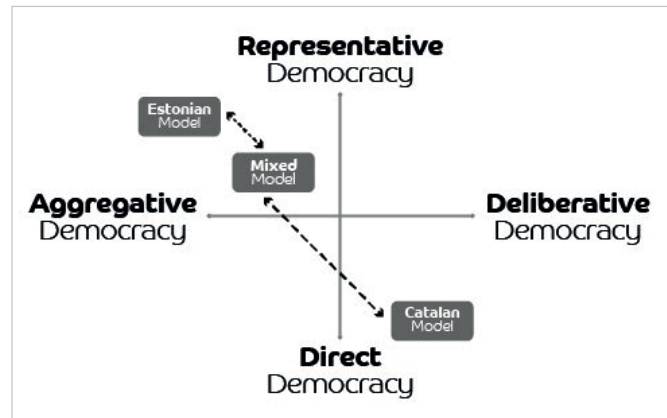 Representative
Democracy
Estonian
Model
Mixed
Model
Aggregative
Democracy
Deliberative
Democracy
Catalan
Model
Direct
Democracy